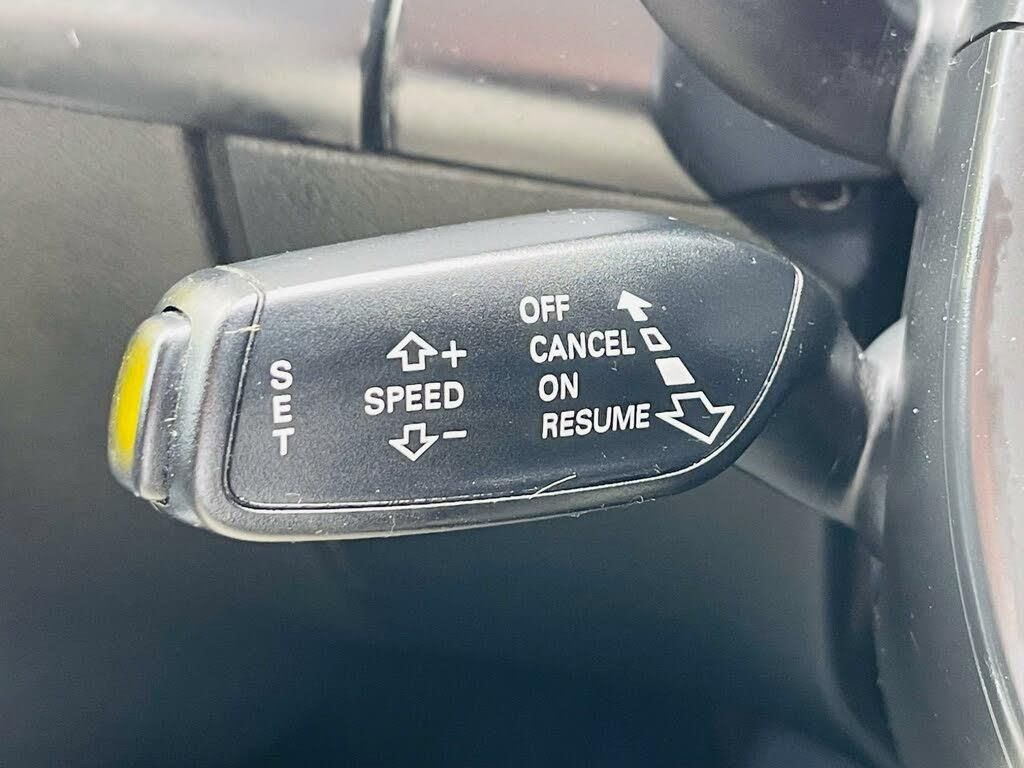 SET
+
SPEED
-
OFF
CANCEL
ON
RESUME